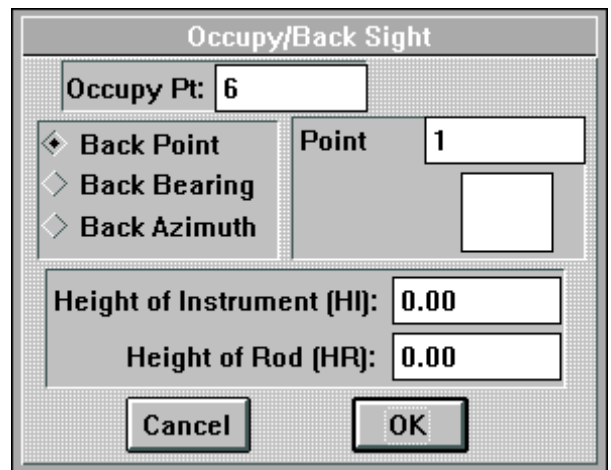 Occupy/Back Sight
Occupy Pt: 6
Back Point
Point 1
Back Bearing
Back Azimuth
Height of Instrument (HI): 0.00
Height of Rod (HR): 0.00
Cancel OK